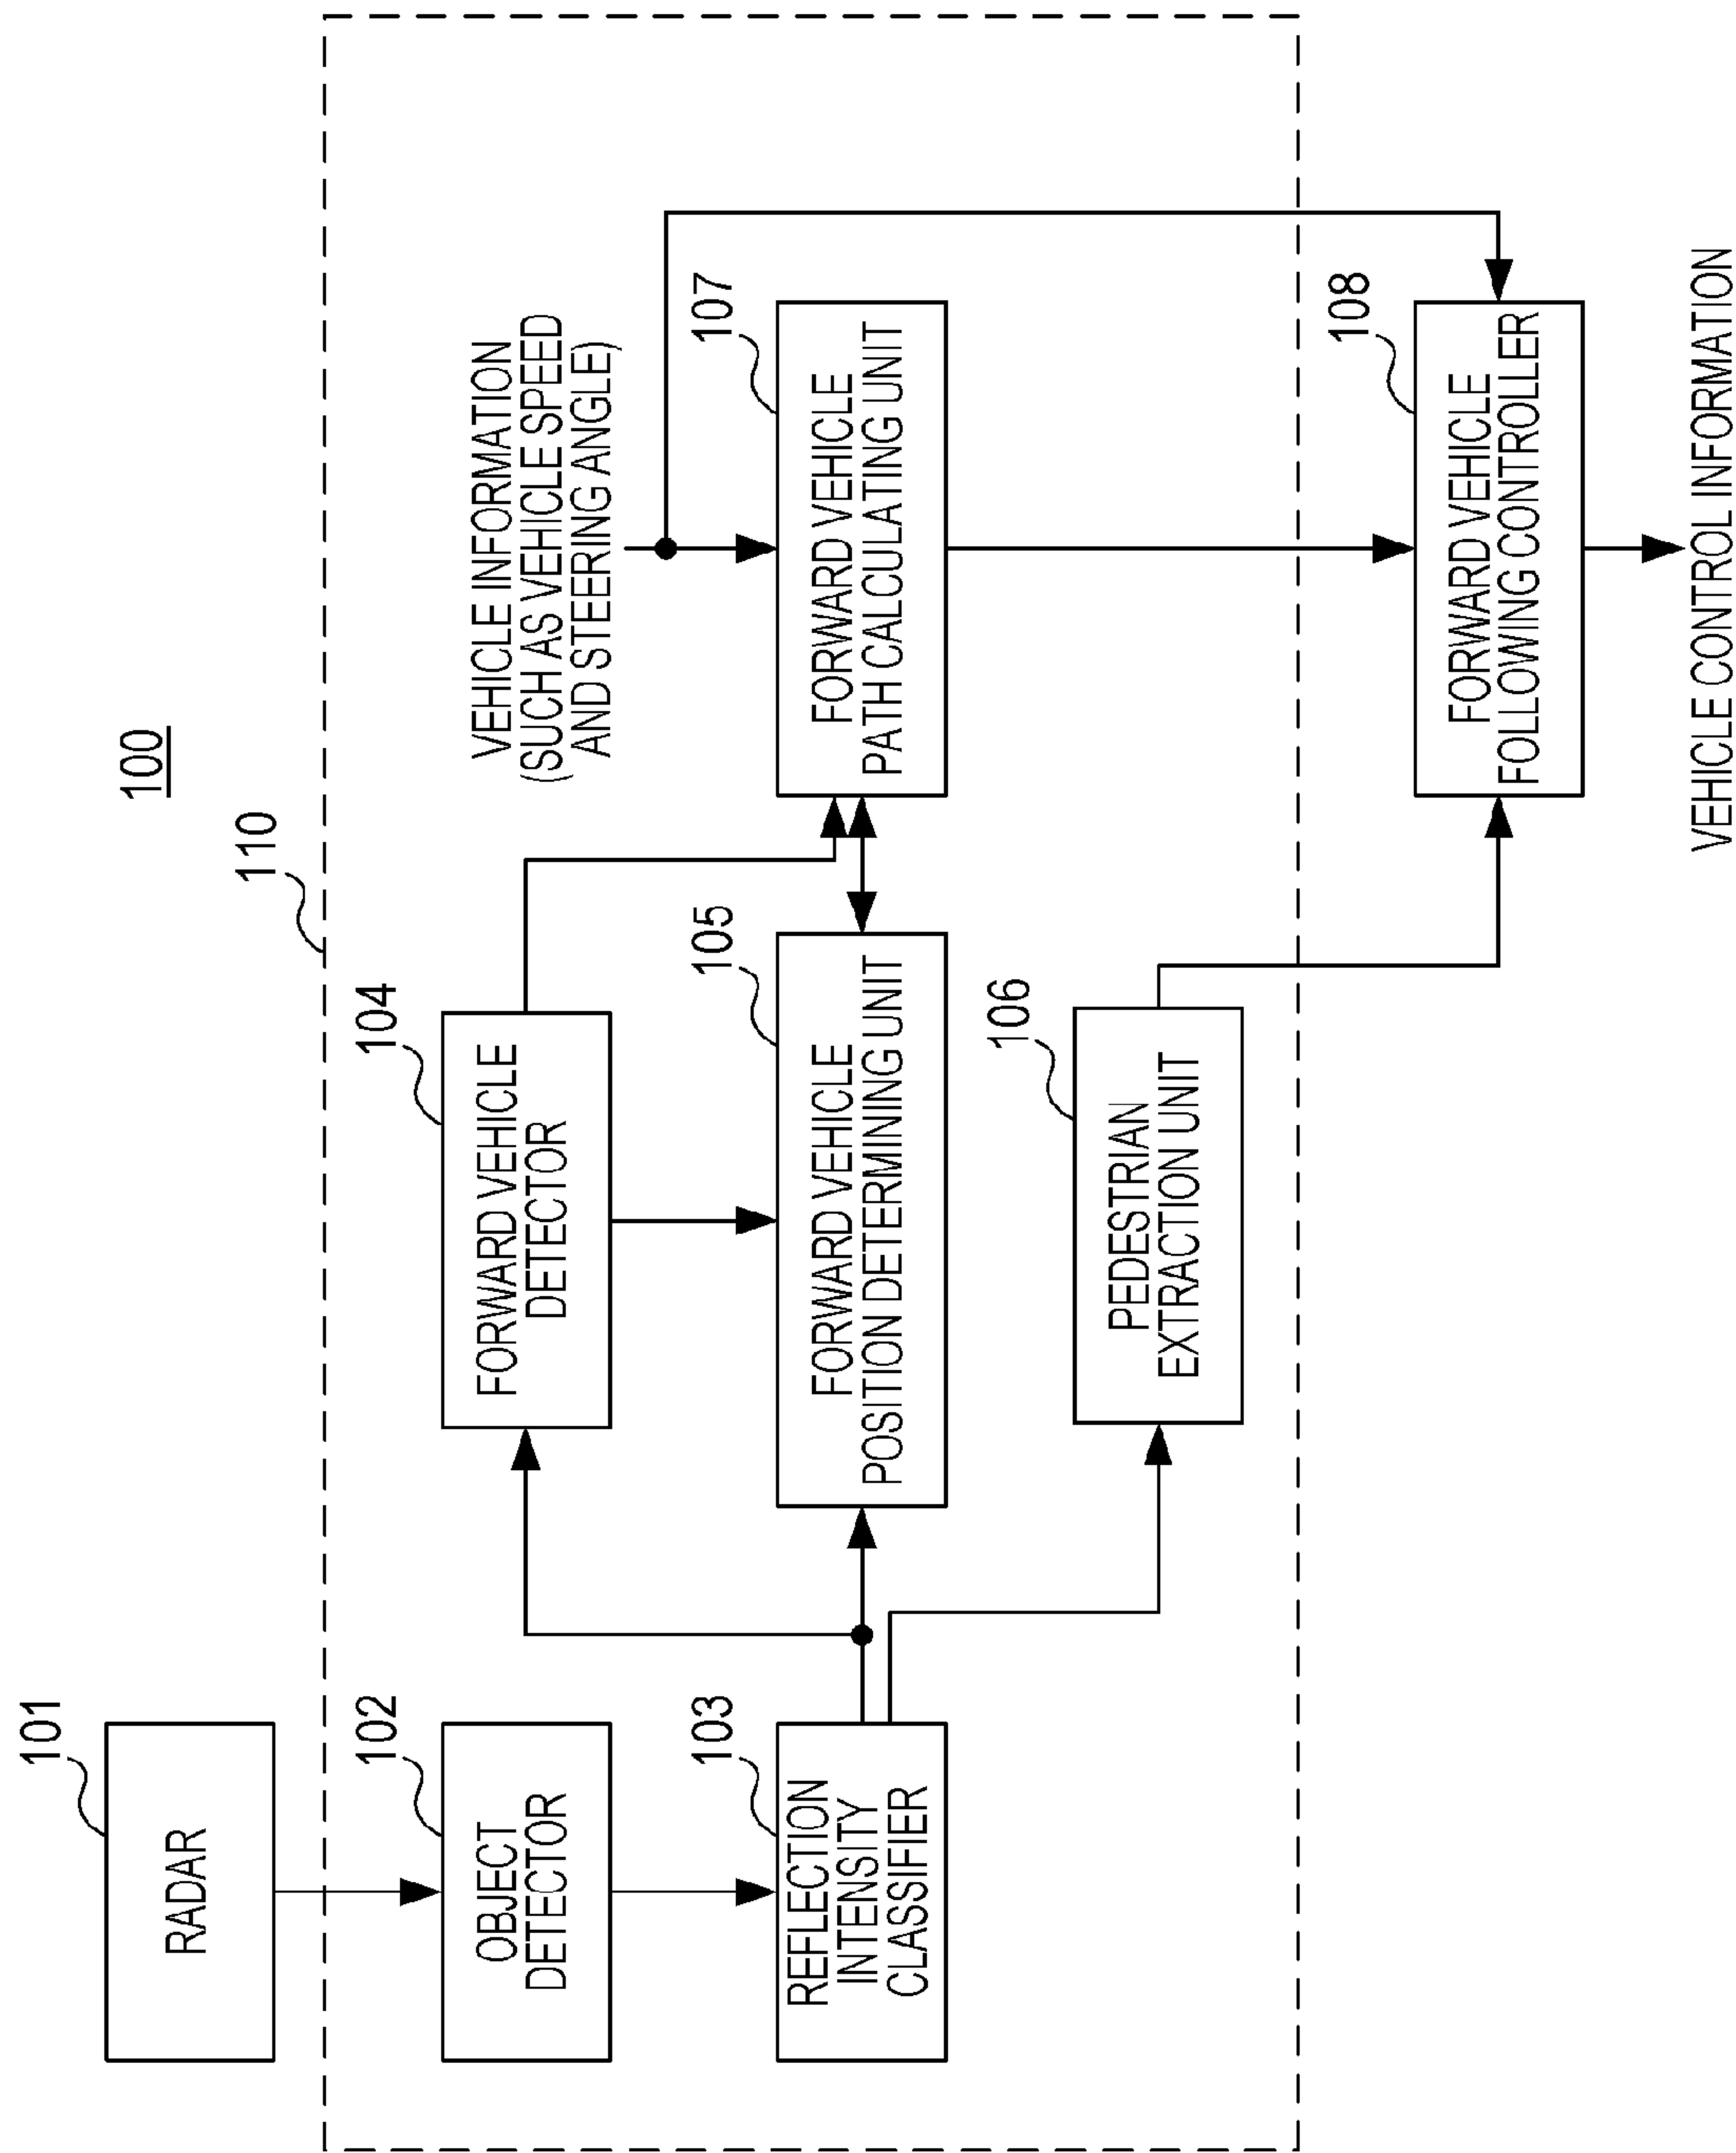 100
101
RADAR
110
102
OBJECT
DETECTOR
103
REFLECTION
INTENSITY
CLASSIFIER
104
FORWARD VEHICLE
DETECTOR
105
FORWARD VEHICLE
POSITION DETERMINING UNIT
106
PEDESTRIAN
EXTRACTION UNIT
VEHICLE INFORMATION
(SUCH AS VEHICLE SPEED
AND STEERING ANGLE)
107
FORWARD VEHICLE
PATH CALCULATING UNIT
108
FORWARD VEHICLE
FOLLOWING CONTROLLER
VEHICLE CONTROL INFORMATION